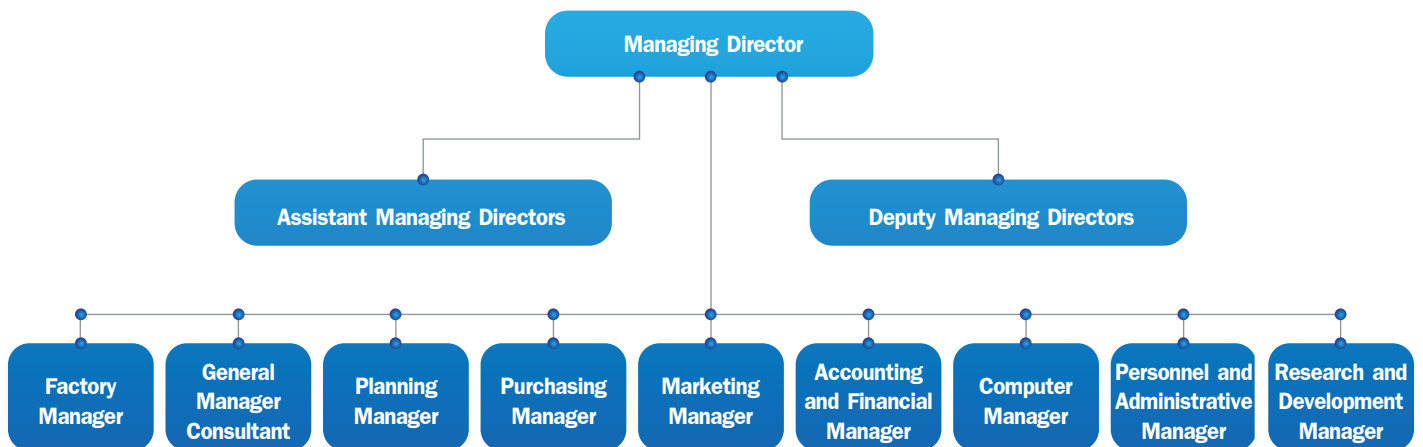 Managing Director
Assistant Managing Directors
Deputy Managing Directors
Factory
Manager
General
Manager
Consultant
Planning
Manager
Purchasing
Manager
Marketing
Manager
Accounting
and Financial
Manager
Computer
Manager
Personnel and
Administrative
Manager
Research and
Development
Manager